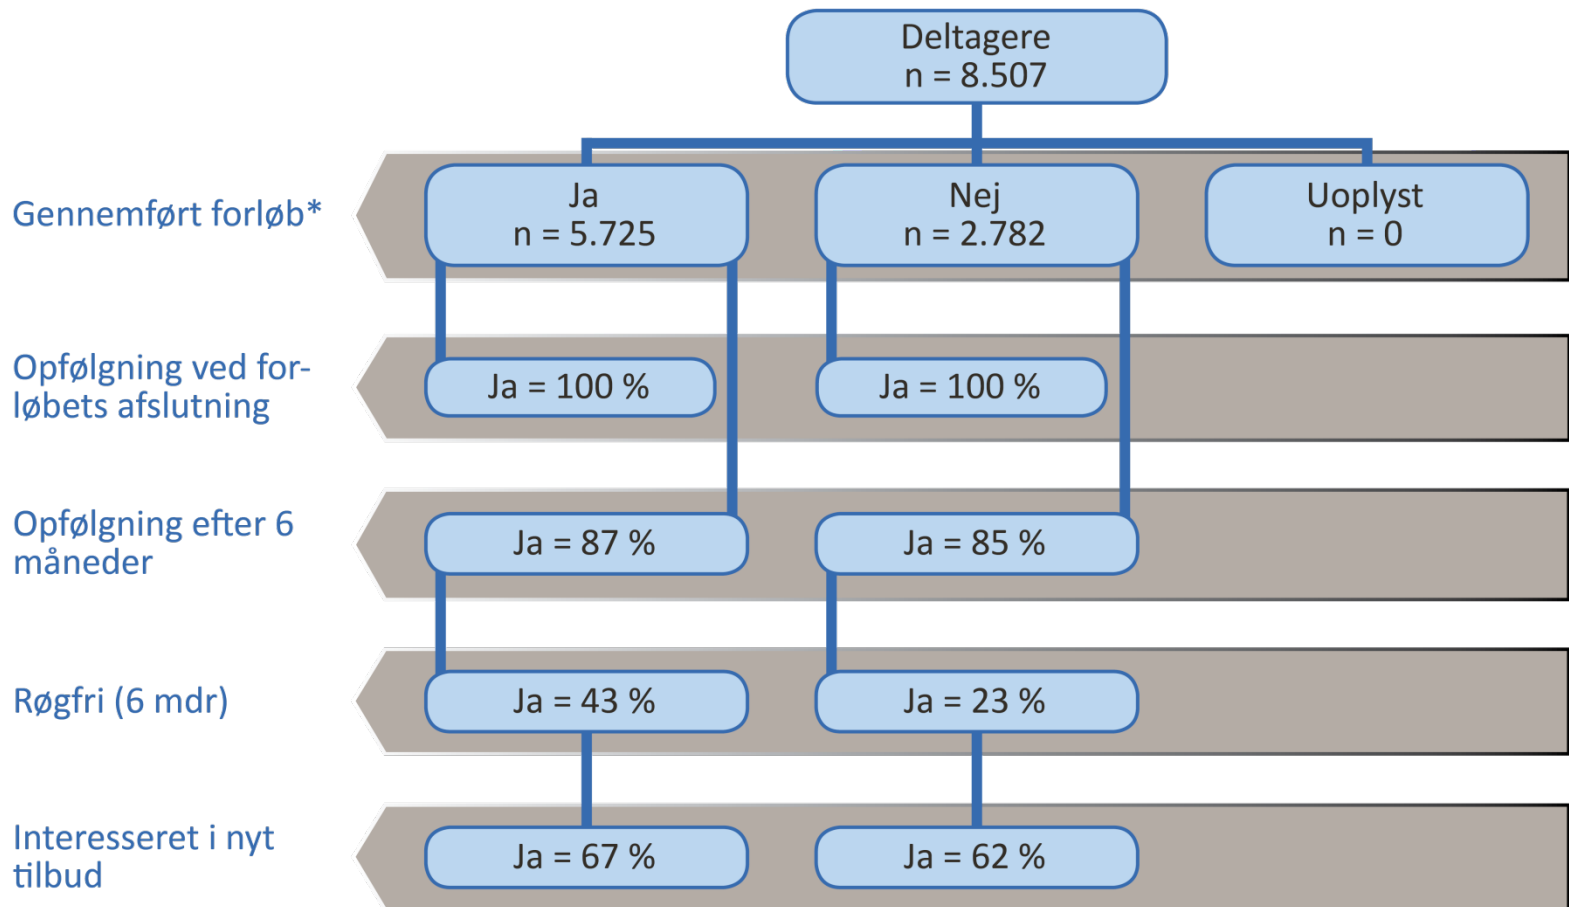 Deltagere
n = 8.507
Gennemført forløb*
Ja
n = 5.725
Nej
n = 2.782
Uoplyst
n = 0
Opfølgning ved for-
løbets afslutning
Ja = 100 %
Ja = 100 %
Opfølgning efter 6
måneder
Ja = 87 %
Ja = 85 %
Røgfri (6 mdr)
Ja = 43 %
Ja = 23 %
Interesseret i nyt
tilbud
Ja = 67 %
Ja = 62 %